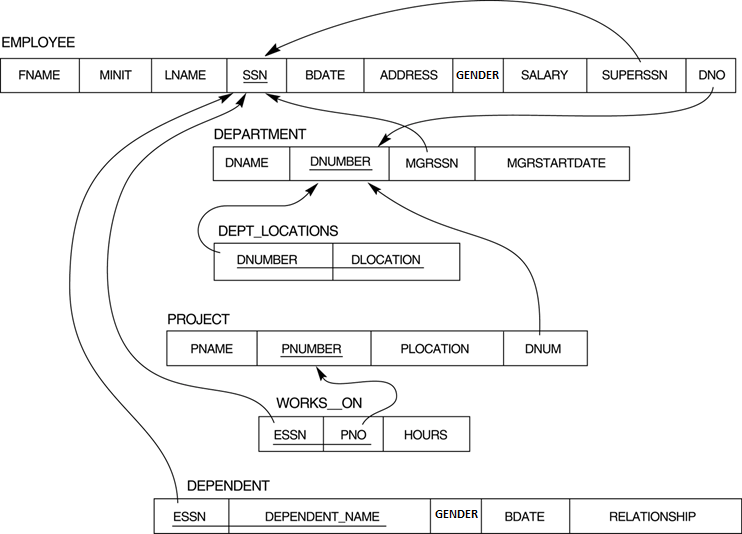 EMPLOYEE
FNAME MINIT LNAME SSN BDATE ADDRESS GENDER SALARY SUPERSSN DNO
DEPARTMENT
DNAME DNUMBER MGRSSN MGRSTARTDATE
DEPT_LOCATIONS
DNUMBER DLOCATION
PROJECT
PNAME PNUMBER PLOCATION DNUM
WORKS__ON
ESSN PNO HOURS
DEPENDENT
ESSN DEPENDENT_NAME GENDER BDATE RELATIONSHIP